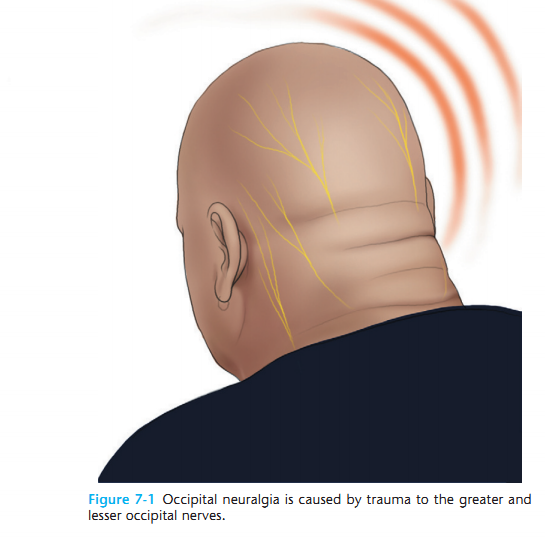 Figure 7-1 Occipital neuralgia is caused by trauma to the greater and
lesser occipital nerves.